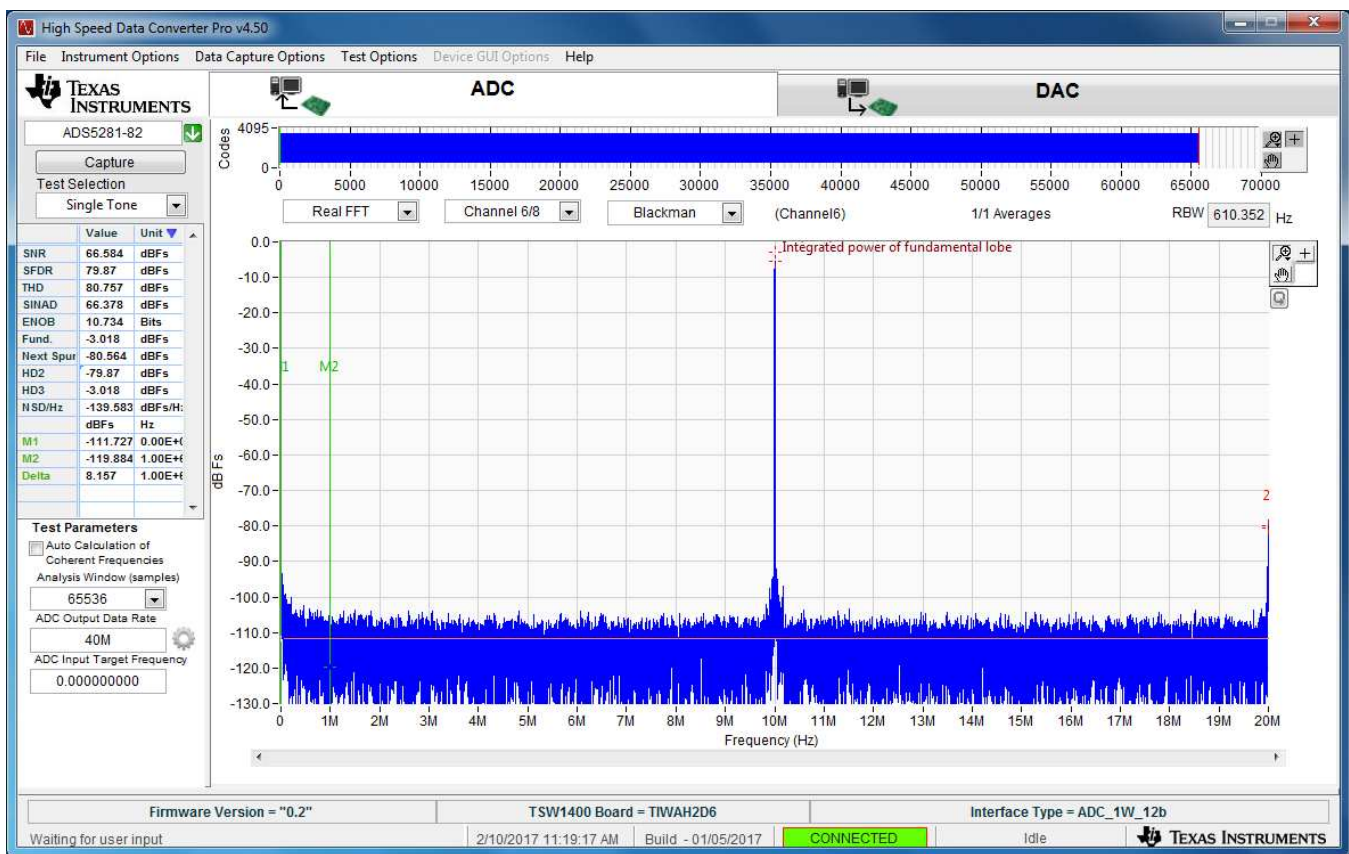 High Speed Data Converter Pro v4.50
File Instrument Options Data Capture Options Test Options Device GUI Options Help
TEXAS INSTRUMENTS
ADC
DAC
ADS5281-82
Capture
Test Selection
Single Tone
Value Unit
SNR 66.584 dBFs
SFDR 79.87 dBFs
THD 80.757 dBFs
SINAD 66.378 dBFs
ENOB 10.734 Bits
Fund. -3.018 dBFs
Next Spur -80.564 dBFs
HD2 -79.87 dBFs
HD3 -3.018 dBFs
NSD/Hz -139.583 dBFs/H:
dBFs Hz
M1 -111.727 0.00E+(
M2 -119.884 1.00E+6
Delta 8.157 1.00E+6
Test Parameters
Auto Calculation of
Coherent Frequencies
Analysis Window (samples)
65536
ADC Output Data Rate
40M
ADC Input Target Frequency
0.000000000
Codes
4095
0
0 5000 10000 15000 20000 25000 30000 35000 40000 45000 50000 55000 60000 65000 70000
Real FFT Channel 6/8 Blackman (Channel6) 1/1 Averages RBW 610.352 Hz
Integrated power of fundamental lobe
1 M2
2
dB Fs
0.0
-10.0
-20.0
-30.0
-40.0
-50.0
-60.0
-70.0
-80.0
-90.0
-100.0
-110.0
-120.0
-130.0
0 1M 2M 3M 4M 5M 6M 7M 8M 9M 10M 11M 12M 13M 14M 15M 16M 17M 18M 19M 20M
Frequency (Hz)
Firmware Version = "0.2" TSW1400 Board = TIWAH2D6 Interface Type = ADC_1W_12b
Waiting for user input 2/10/2017 11:19:17 AM Build - 01/05/2017 CONNECTED Idle TEXAS INSTRUMENTS